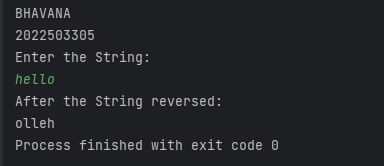 BHAVANA
2022503305
Enter the String:
hello
After the String reversed:
olleh
Process finished with exit code 0